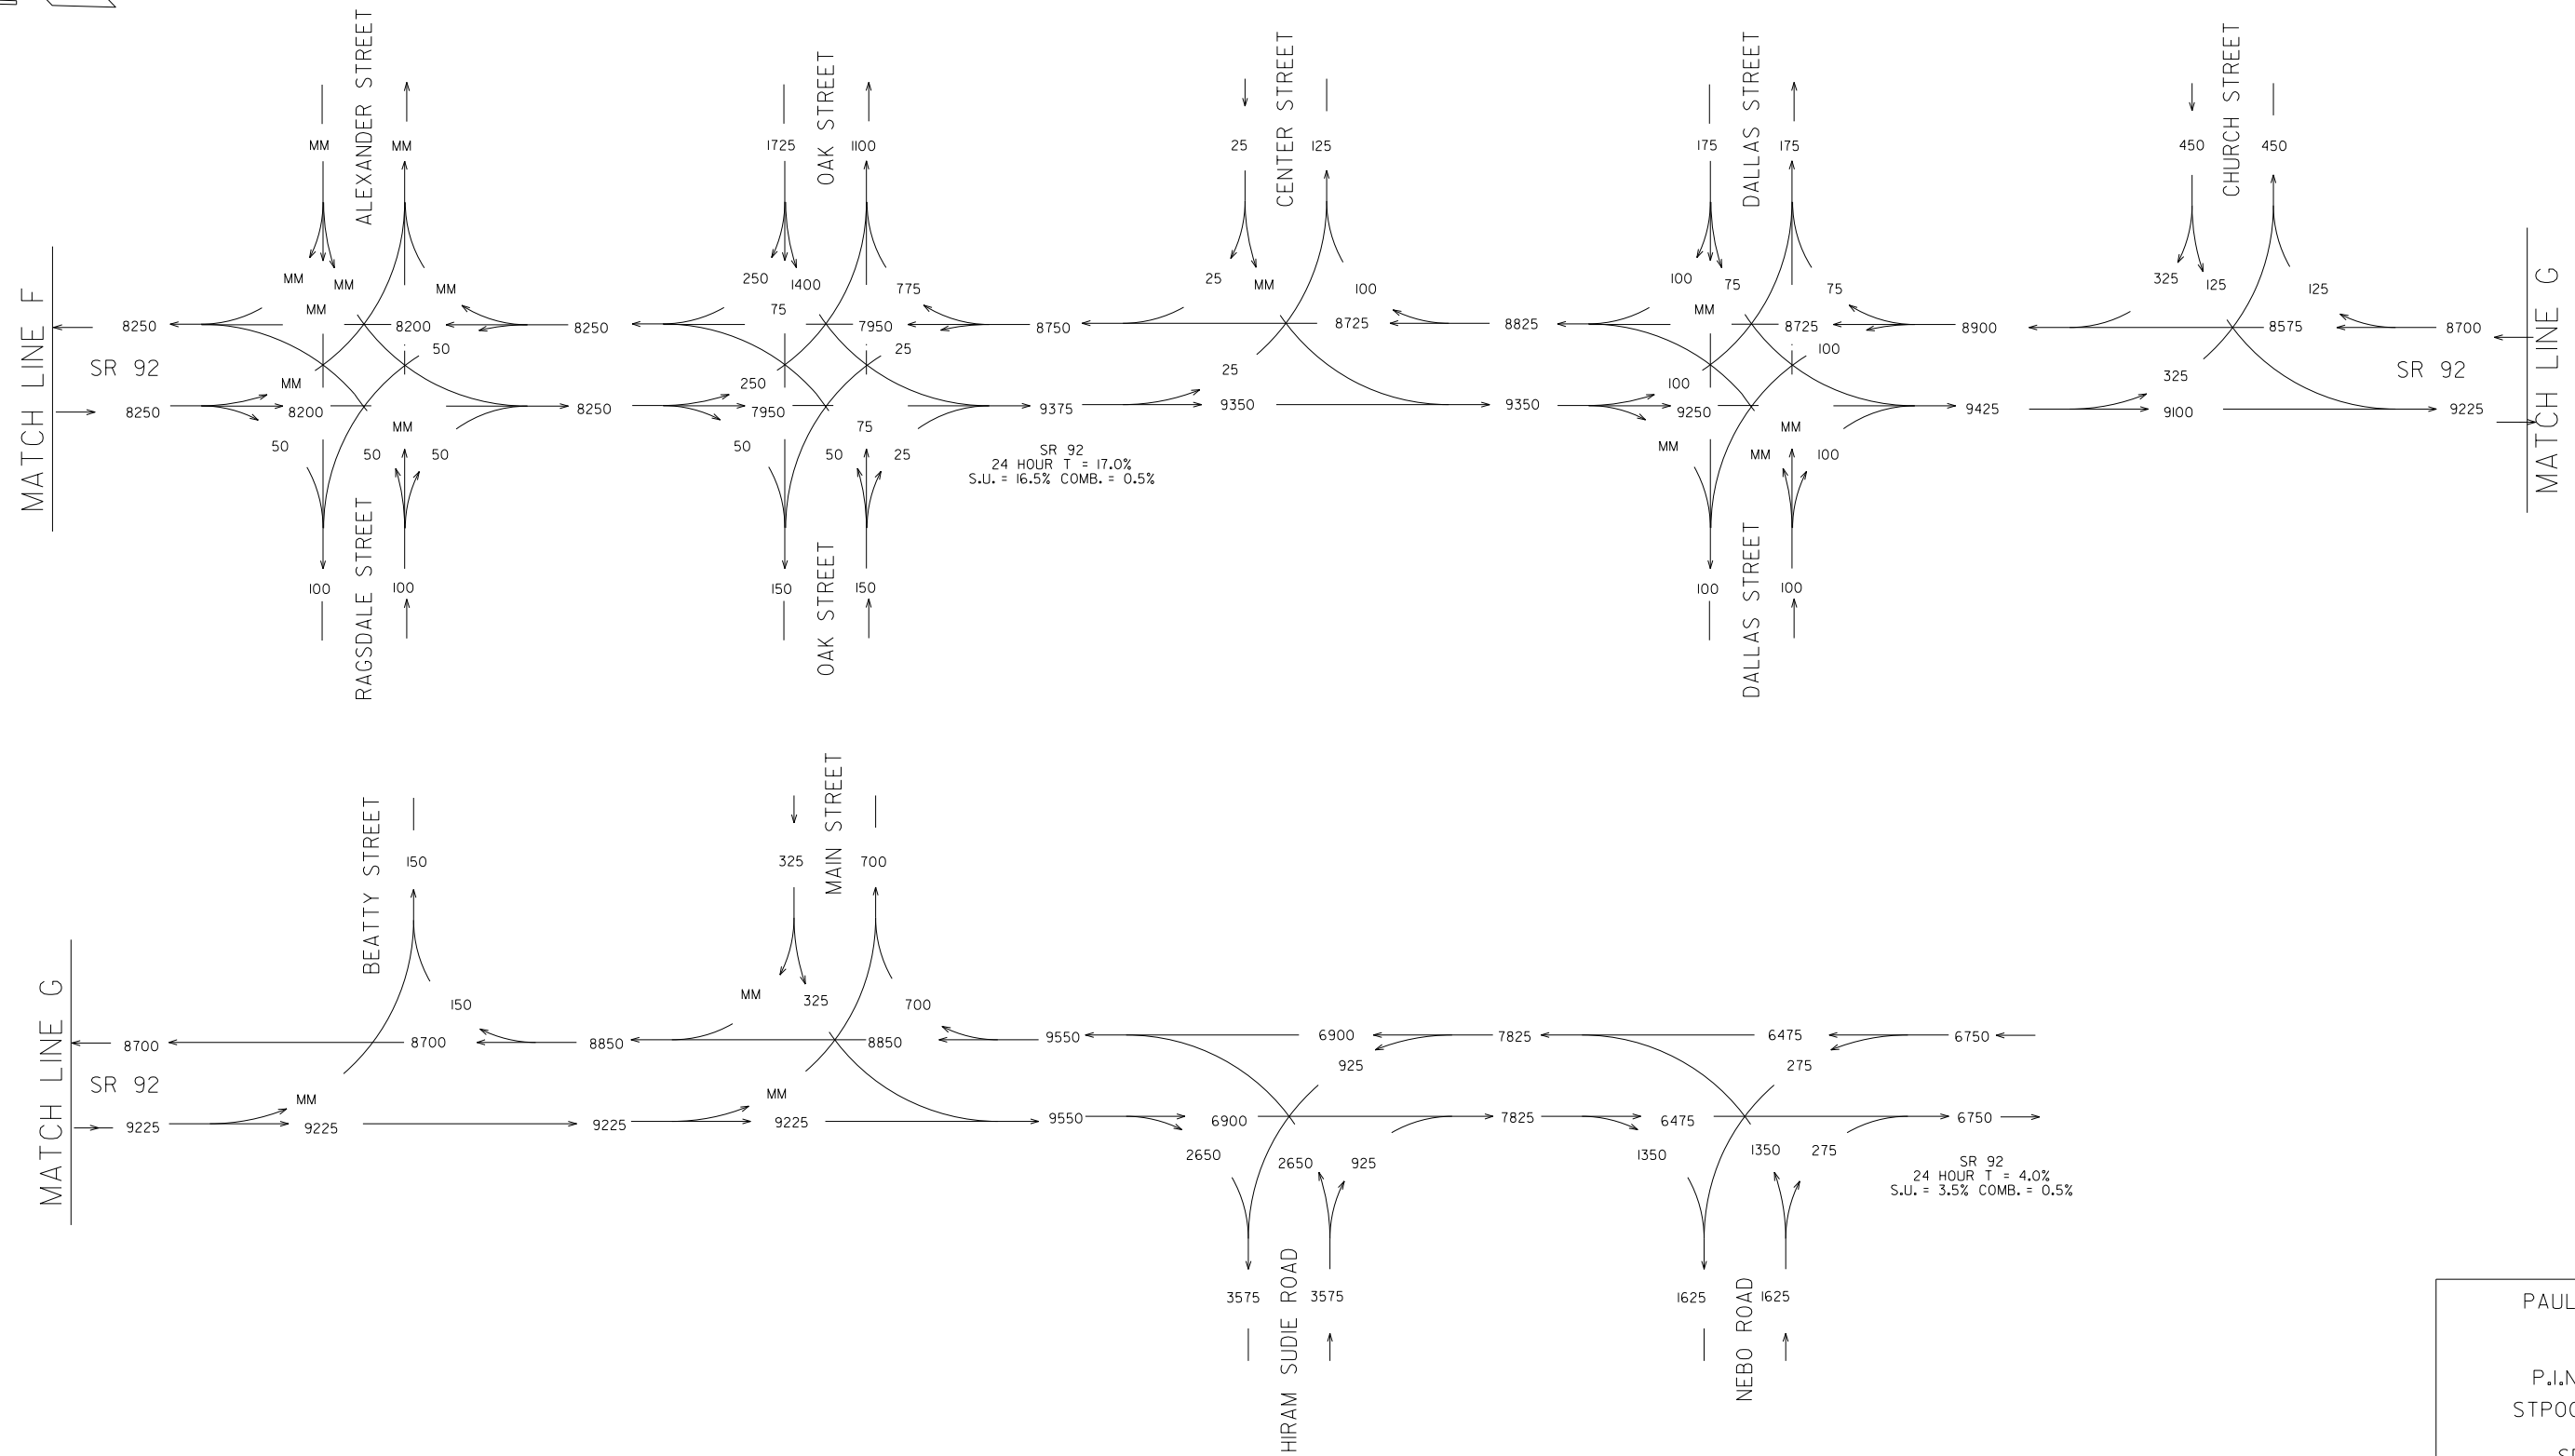 ALEXANDER STREET
OAK STREET
CENTER STREET
DALLAS STREET
CHURCH STREET
MM MM
1725 1100
25 125
175 175
450 450
MM MM MM MM
250 1400 75 775
25 MM 100
100 75 MM 75
325 125 125
MATCH LINE F
8250 8200 8250 7950 8750 8725 8825 8725 8900 8575 8700
MATCH LINE G
50 25 100
SR 92
SR 92
MM 250 25 100 325
8250 8200 8250 7950 9375 9350 9350 9250 9425 9100 9225
50 MM 50 50
50 75 50 25
MM MM MM 100
SR 92
24 HOUR T = 17.0%
S.U. = 16.5% COMB. = 0.5%
100 100
150 150
100 100
RAGSDALE STREET
OAK STREET
DALLAS STREET
BEATTY STREET
MAIN STREET
150
325 700
150
MM 325 700
MATCH LINE G
8700 8700 8850 8850 9550 6900 7825 6475 6750
925 275
SR 92
MM MM
9225 9225 9225 9225 9550 6900 7825 6475 6750
2650 2650 925
1350 1350 275
SR 92
24 HOUR T = 4.0%
S.U. = 3.5% COMB. = 0.5%
3575 3575
1625 1625
HIRAM SUDIE ROAD
NEBO ROAD
PAUL
P.I.N